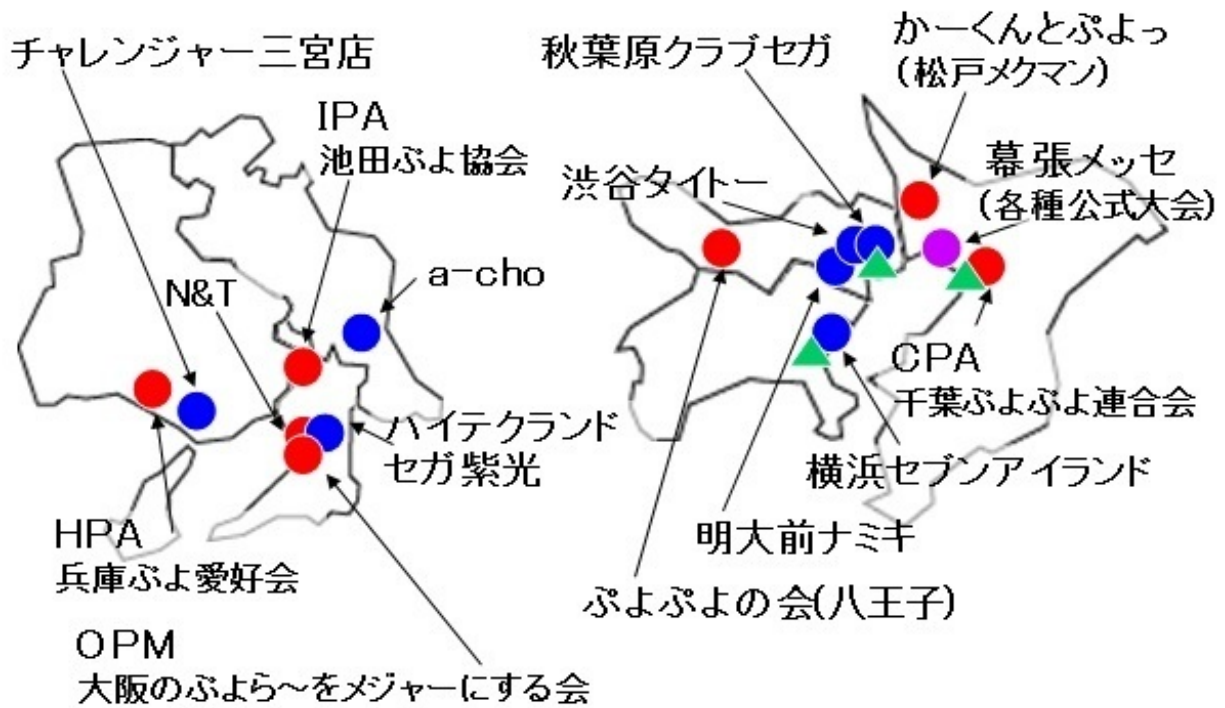 チャレンジャー三宮店
IPA
池田ぷよ協会
N&T
a-cho
ハイテクランド
セガ紫光
HPA
兵庫ぷよ愛好会
OPM
大阪のぷよら～をメジャーにする会
秋葉原クラブセガ
かーくんとぷよっ
(松戸メクマン)
渋谷タイトー
幕張メッセ
(各種公式大会)
CPA
千葉ぷよぷよ連合会
横浜セブンアイランド
明大前ナミキ
ぷよぷよの会(八王子)